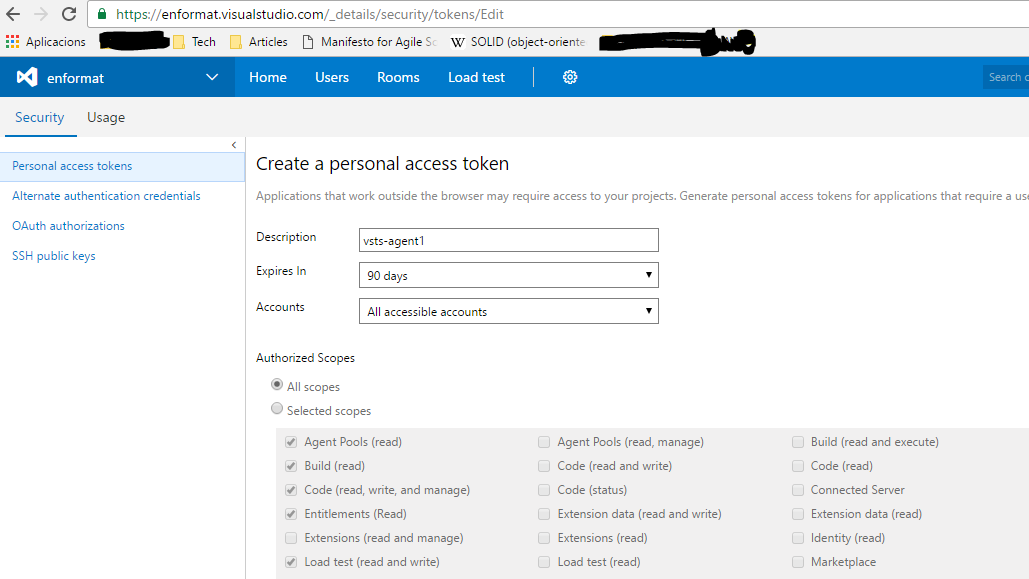 https://enformat.visualstudio.com/_details/security/tokens/Edit
Aplicacions Tech Articles Manifesto for Agile Sc W SOLID (object-oriente
enformat Home Users Rooms Load test Search c
Security Usage
Personal access tokens
Alternate authentication credentials
OAuth authorizations
SSH public keys
Create a personal access token
Applications that work outside the browser may require access to your projects. Generate personal access tokens for applications that require a use
Description vsts-agent1
Expires In 90 days
Accounts All accessible accounts
Authorized Scopes
All scopes
Selected scopes
Agent Pools (read) Agent Pools (read, manage) Build (read and execute)
Build (read) Code (read and write) Code (read)
Code (read, write, and manage) Code (status) Connected Server
Entitlements (Read) Extension data (read and write) Extension data (read)
Extensions (read and manage) Extensions (read) Identity (read)
Load test (read and write) Load test (read) Marketplace